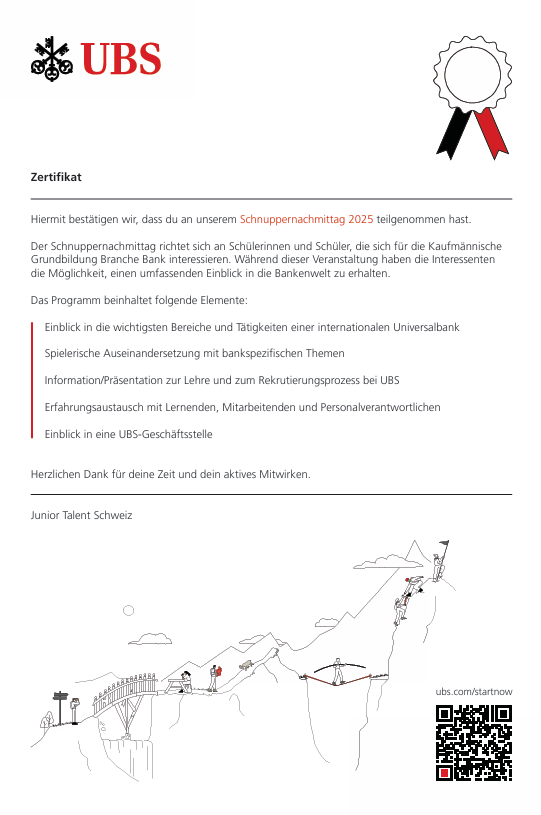 UBS
Zertifikat
Hiermit bestätigen wir, dass du an unserem Schnuppernachmittag 2025 teilgenommen hast.
Der Schnuppernachmittag richtet sich an Schülerinnen und Schüler, die sich für die Kaufmännische
Grundbildung Branche Bank interessieren. Während dieser Veranstaltung haben die Interessenten
die Möglichkeit, einen umfassenden Einblick in die Bankenwelt zu erhalten.
Das Programm beinhaltet folgende Elemente:
Einblick in die wichtigsten Bereiche und Tätigkeiten einer internationalen Universalbank
Spielerische Auseinandersetzung mit bankspezifischen Themen
Information/Präsentation zur Lehre und zum Rekrutierungsprozess bei UBS
Erfahrungsaustausch mit Lernenden, Mitarbeitenden und Personalverantwortlichen
Einblick in eine UBS-Geschäftsstelle
Herzlichen Dank für deine Zeit und dein aktives Mitwirken.
Junior Talent Schweiz
ubs.com/startnow